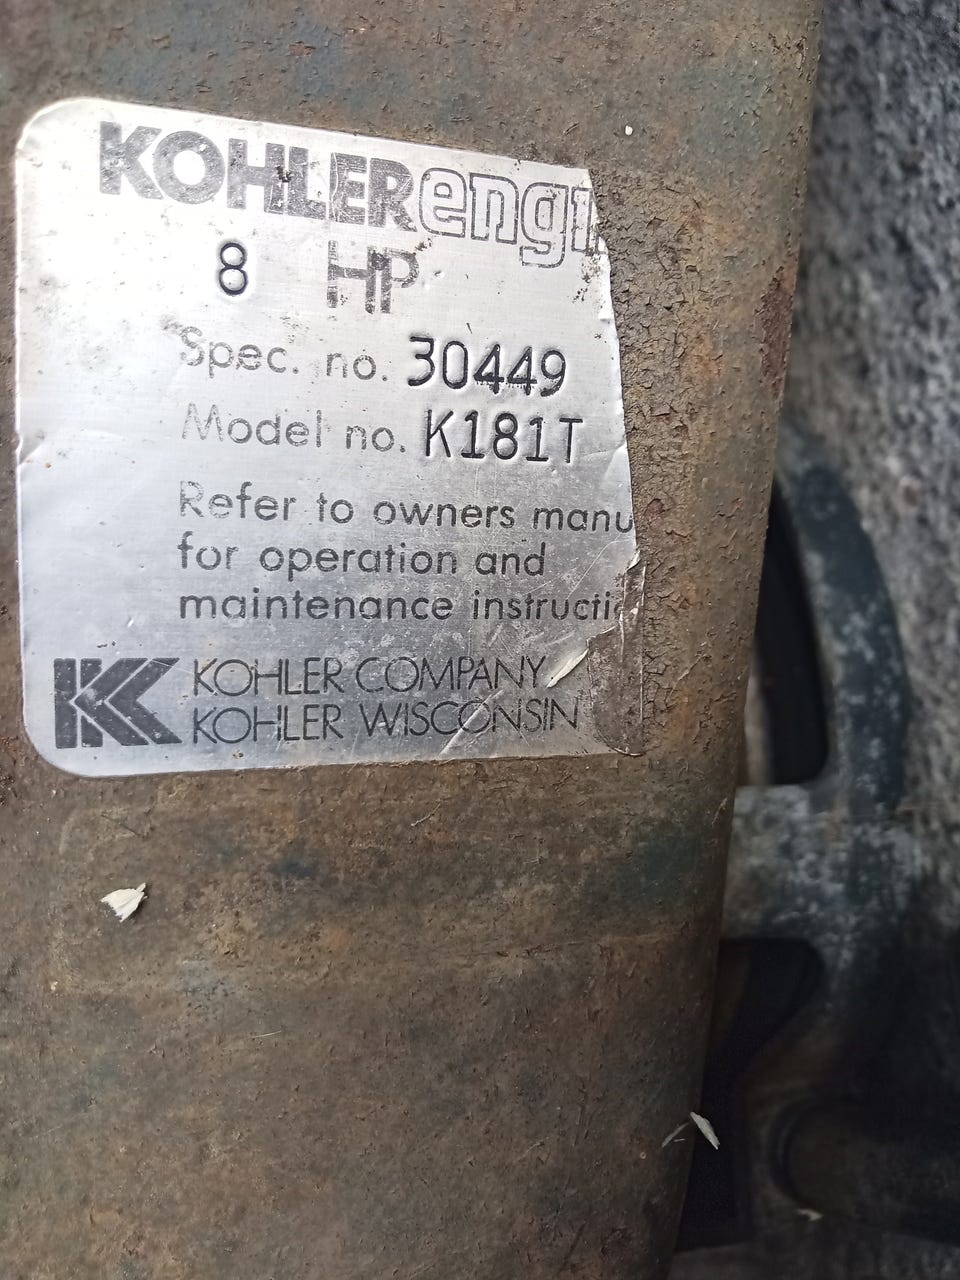 KOHLERengi
8 HP
Spec. no. 30449
Model no. K181T
Refer to owners manu
for operation and
maintenance instructi
KOHLER COMPANY
KOHLER WISCONSIN